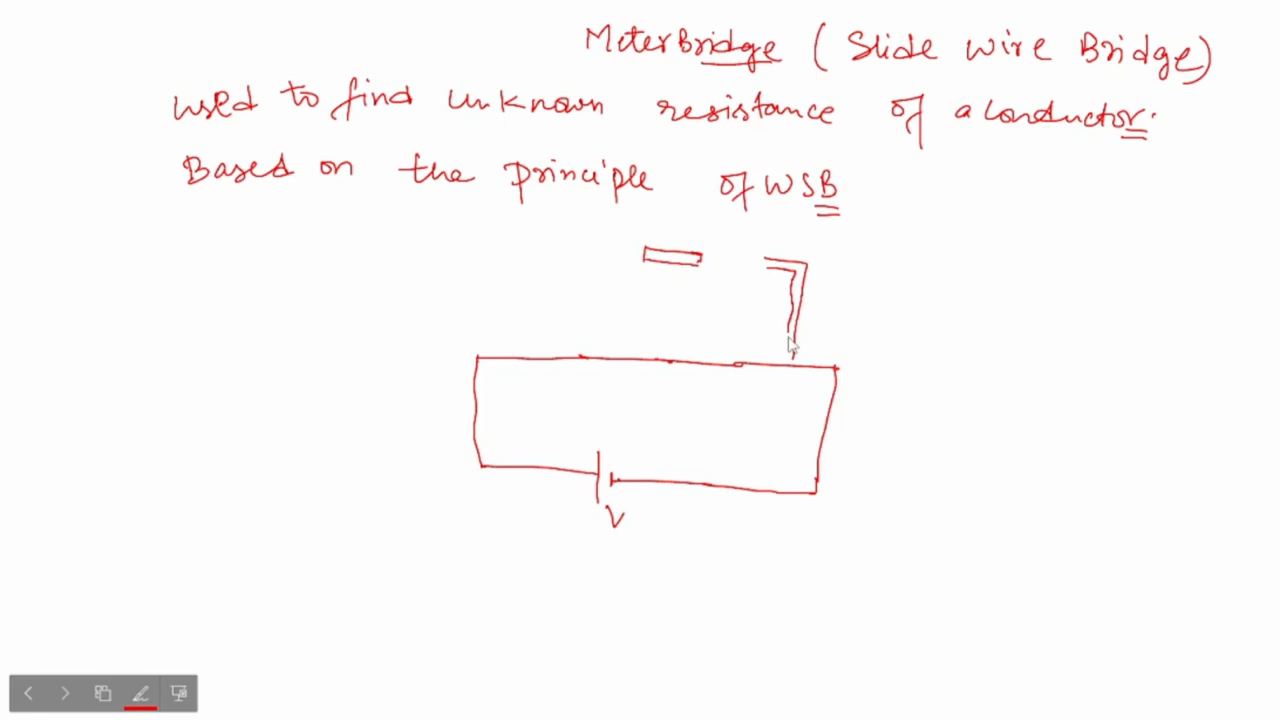 MeterBridge (Slide Wire Bridge)
used to find unknown resistance of a conductor.
Based on the principle of WSB
V